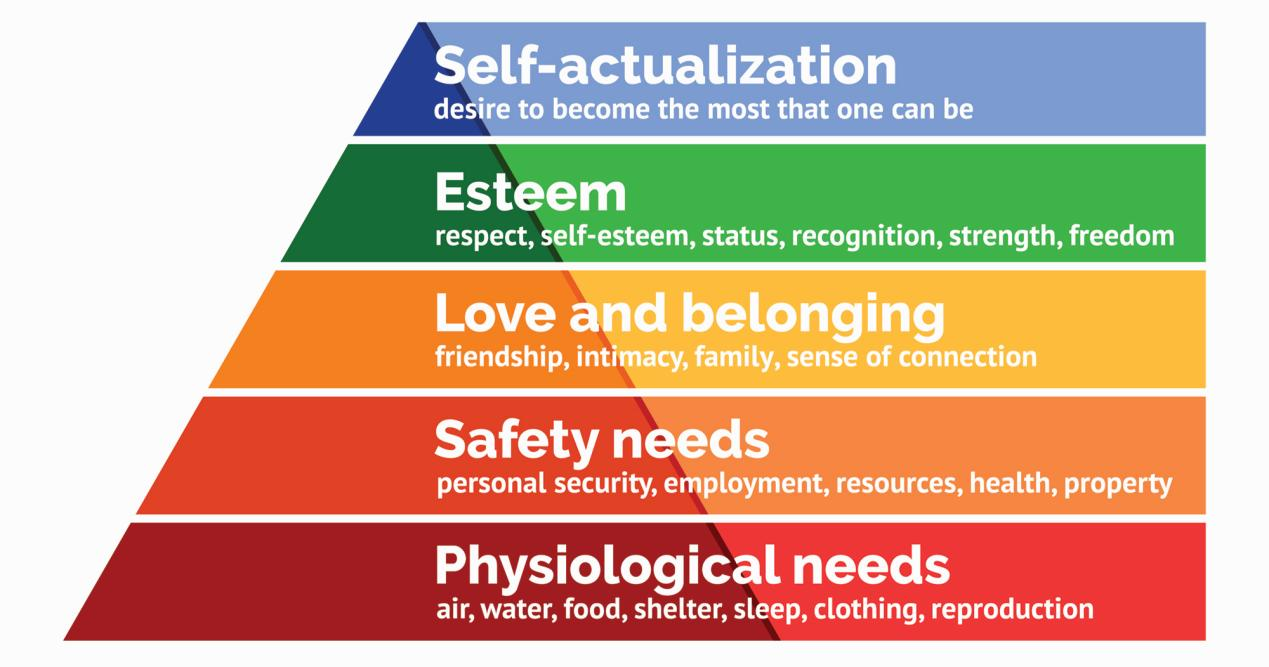 Self-actualization
desire to become the most that one can be
Esteem
respect, self-esteem, status, recognition, strength, freedom
Love and belonging
friendship, intimacy, family, sense of connection
Safety needs
personal security, employment, resources, health, property
Physiological needs
air, water, food, shelter, sleep, clothing, reproduction